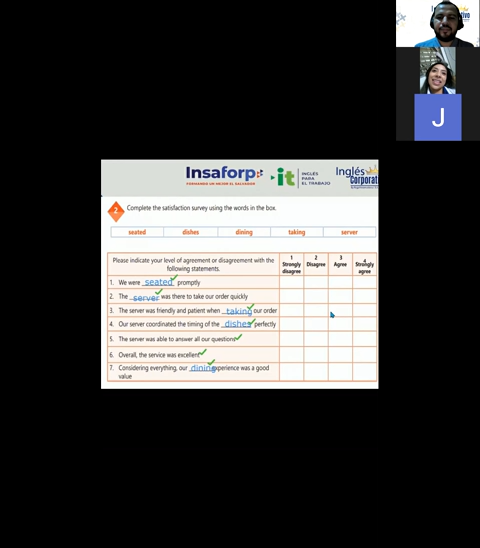 Insaforp
FORMANDO UN MEJOR EL SALVADOR
it
INGLÉS
PARA
EL TRABAJO
Inglés
Corporat
J
2 Complete the satisfaction survey using the words in the box.
seated dishes dining taking server
Please indicate your level of agreement or disagreement with the following statements.
1 Strongly disagree
2 Disagree
3 Agree
4 Strongly agree
1. We were seated promptly
2. The server was there to take our order quickly
3. The server was friendly and patient when taking our order
4. Our server coordinated the timing of the dishes perfectly
5. The server was able to answer all our questions
6. Overall, the service was excellent
7. Considering everything, our dining experience was a good
value